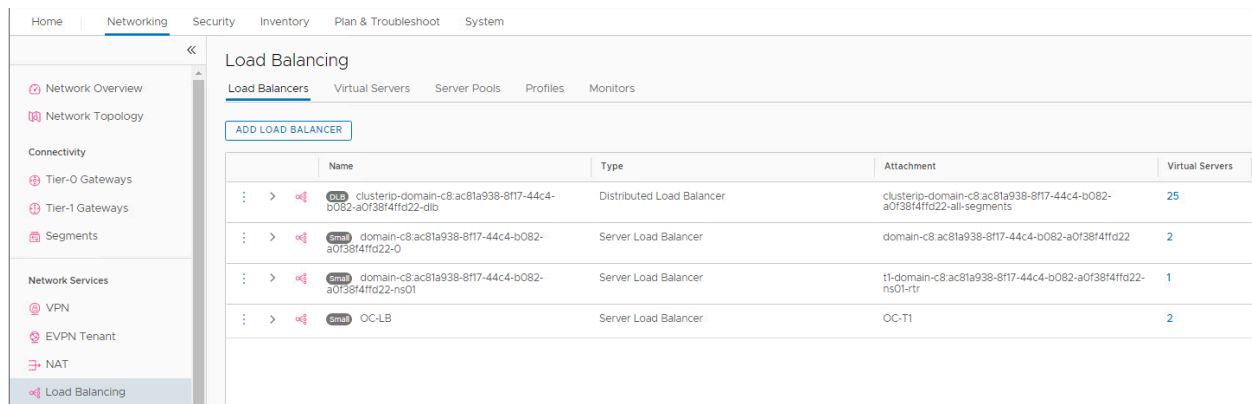 Home Networking Security Inventory Plan & Troubleshoot System
«
Network Overview
Network Topology
Connectivity
Tier-0 Gateways
Tier-1 Gateways
Segments
Network Services
VPN
EVPN Tenant
NAT
Load Balancing
Load Balancing
Load Balancers Virtual Servers Server Pools Profiles Monitors
ADD LOAD BALANCER
Name Type Attachment Virtual Servers
DLB clusterip-domain-c8:ac81a938-8f17-44c4- Distributed Load Balancer clusterip-domain-c8:ac81a938-8f17-44c4-b082- 25
b082-a0f38f4ffd22-dlb a0f38f4ffd22-all-segments
Small domain-c8:ac81a938-8f17-44c4-b082- Server Load Balancer domain-c8:ac81a938-8f17-44c4-b082-a0f38f4ffd22 2
a0f38f4ffd22-0
Small domain-c8:ac81a938-8f17-44c4-b082- Server Load Balancer t1-domain-c8:ac81a938-8f17-44c4-b082-a0f38f4ffd22- 1
a0f38f4ffd22-ns01 ns01-rtr
Small OC-LB Server Load Balancer OC-T1 2